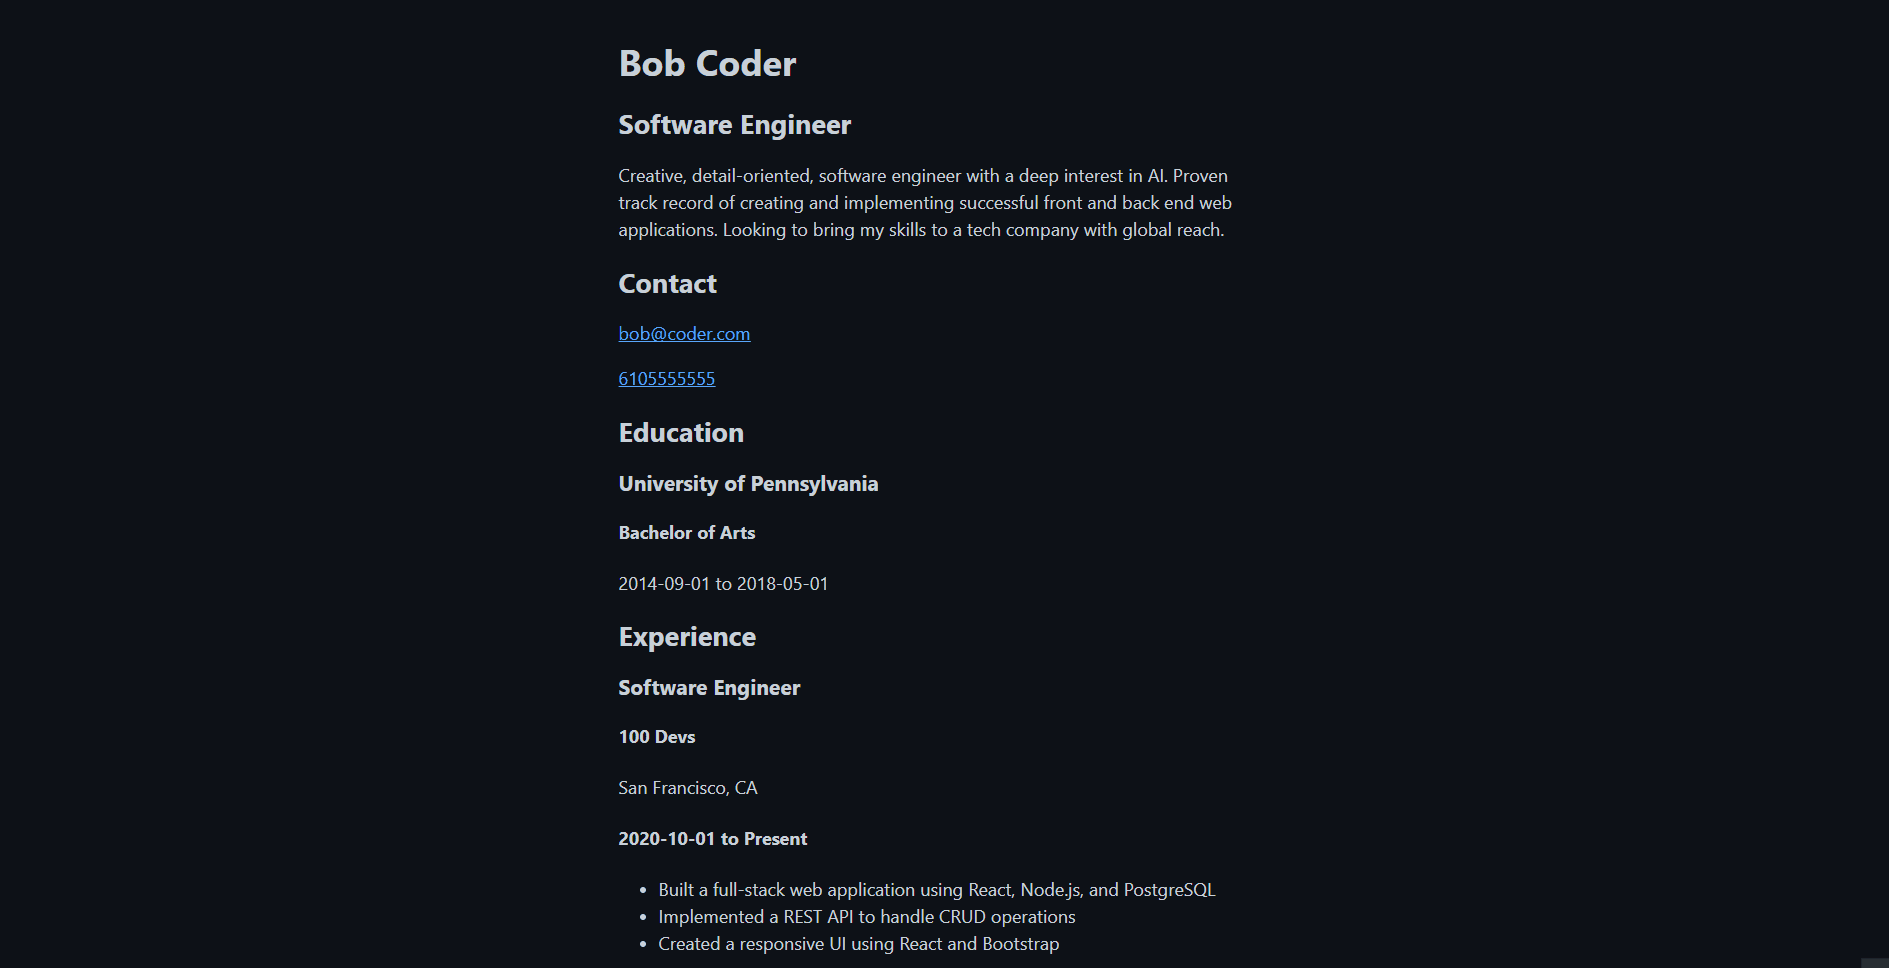 Bob Coder
Software Engineer
Creative, detail-oriented, software engineer with a deep interest in AI. Proven
track record of creating and implementing successful front and back end web
applications. Looking to bring my skills to a tech company with global reach.
Contact
bob@coder.com
6105555555
Education
University of Pennsylvania
Bachelor of Arts
2014-09-01 to 2018-05-01
Experience
Software Engineer
100 Devs
San Francisco, CA
2020-10-01 to Present
• Built a full-stack web application using React, Node.js, and PostgreSQL
• Implemented a REST API to handle CRUD operations
• Created a responsive UI using React and Bootstrap